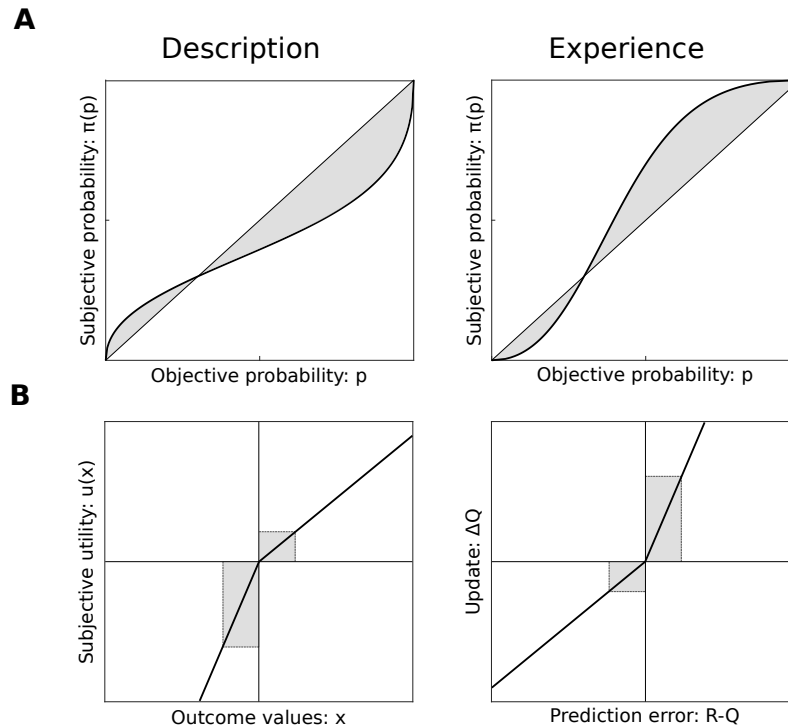 A
Description
Experience
Subjective probability: π(p)
Subjective probability: π(p)
Objective probability: p
Objective probability: p
B
Subjective utility: u(x)
Update: ΔQ
Outcome values: x
Prediction error: R-Q